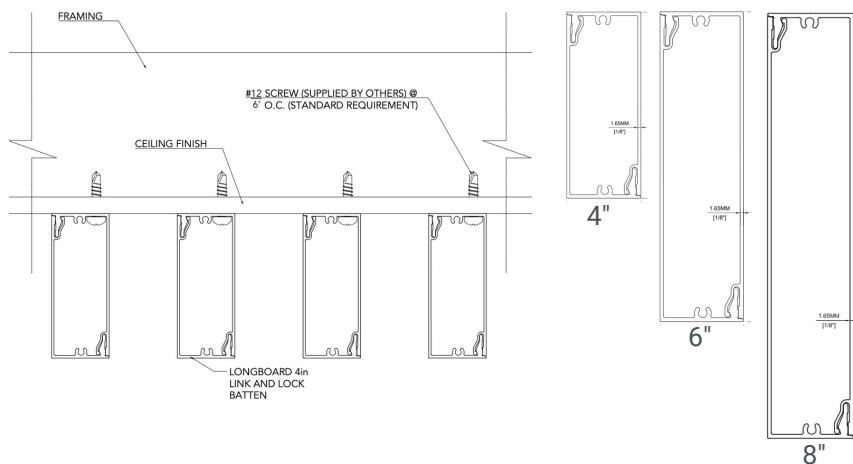 FRAMING
#12 SCREW (SUPPLIED BY OTHERS) @
6' O.C. (STANDARD REQUIREMENT)
CEILING FINISH
LONGBOARD 4in
LINK AND LOCK
BATTEN
1.65MM
[1/8"]
4"
1.65MM
[1/8"]
6"
1.65MM
[1/8"]
8"